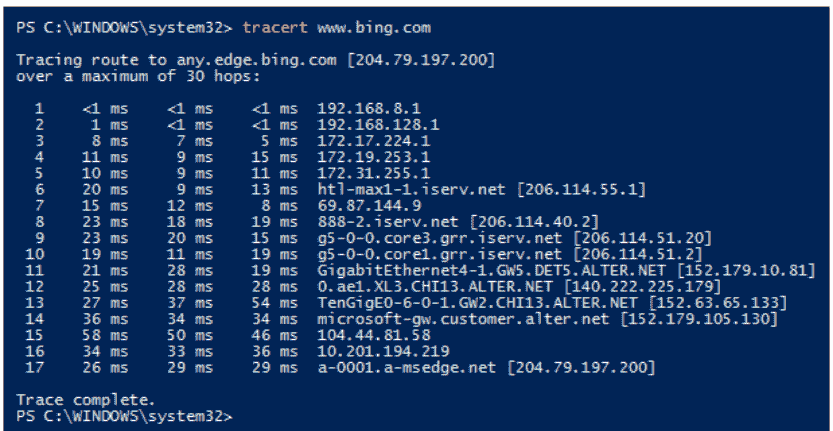 PS C:\WINDOWS\system32> tracert www.bing.com
Tracing route to any.edge.bing.com [204.79.197.200]
over a maximum of 30 hops:
1 <1 ms <1 ms <1 ms 192.168.8.1
2 1 ms <1 ms <1 ms 192.168.128.1
3 8 ms 7 ms 5 ms 172.17.224.1
4 11 ms 9 ms 15 ms 172.19.253.1
5 10 ms 9 ms 11 ms 172.31.255.1
6 20 ms 9 ms 13 ms htl-max1-1.iserv.net [206.114.55.1]
7 15 ms 12 ms 8 ms 69.87.144.9
8 23 ms 18 ms 19 ms 888-2.iserv.net [206.114.40.2]
9 23 ms 20 ms 15 ms g5-0-0.core3.grr.iserv.net [206.114.51.20]
10 19 ms 11 ms 19 ms g5-0-0.core1.grr.iserv.net [206.114.51.2]
11 21 ms 28 ms 19 ms GigabitEthernet4-1.GW5.DET5.ALTER.NET [152.179.10.81]
12 25 ms 28 ms 28 ms 0.ae1.XL3.CHI13.ALTER.NET [140.222.225.179]
13 27 ms 37 ms 54 ms TenGigE0-6-0-1.GW2.CHI13.ALTER.NET [152.63.65.133]
14 36 ms 34 ms 34 ms microsoft-gw.customer.alter.net [152.179.105.130]
15 58 ms 50 ms 46 ms 104.44.81.58
16 34 ms 33 ms 36 ms 10.201.194.219
17 26 ms 29 ms 29 ms a-0001.a-msedge.net [204.79.197.200]
Trace complete.
PS C:\WINDOWS\system32>